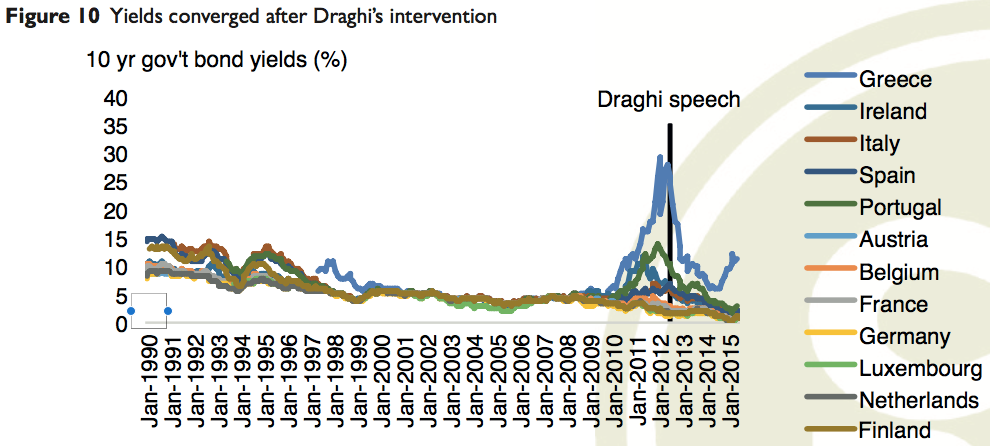 Figure 10 Yields converged after Draghi's intervention
10 yr gov't bond yields (%)
40
35
30
25
20
15
10
5
0
Draghi speech
Jan-1990
Jan-1991
Jan-1992
Jan-1993
Jan-1994
Jan-1995
Jan-1996
Jan-1997
Jan-1998
Jan-1999
Jan-2000
Jan-2001
Jan-2002
Jan-2003
Jan-2004
Jan-2005
Jan-2006
Jan-2007
Jan-2008
Jan-2009
Jan-2010
Jan-2011
Jan-2012
Jan-2013
Jan-2014
Jan-2015
Greece
Ireland
Italy
Spain
Portugal
Austria
Belgium
France
Germany
Luxembourg
Netherlands
Finland